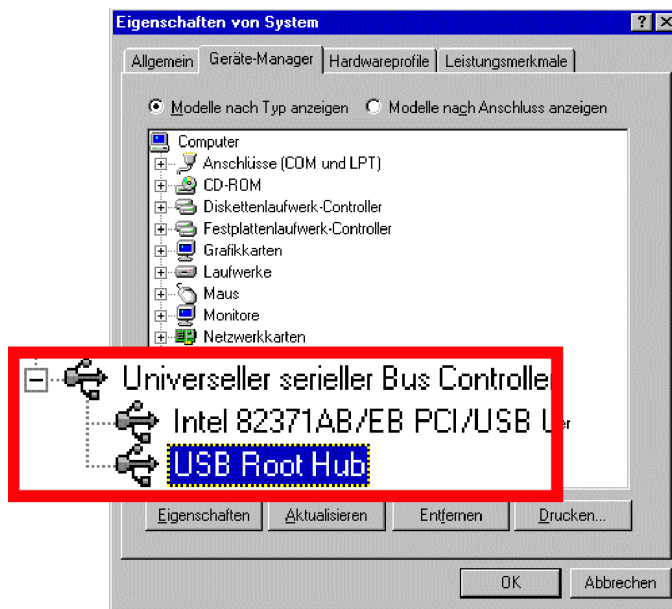 Eigenschaften von System
Allgemein Geräte-Manager Hardwareprofile Leistungsmerkmale
Modelle nach Typ anzeigen Modelle nach Anschluss anzeigen
Computer
Anschlüsse (COM und LPT)
CD-ROM
Diskettenlaufwerk-Controller
Festplattenlaufwerk-Controller
Grafikkarten
Laufwerke
Maus
Monitore
Netzwerkkarten
Universeller serieller Bus Controller
Intel 82371AB/EB PCI/USB
USB Root Hub
Eigenschaften Aktualisieren Entfernen Drucken...
OK Abbrechen